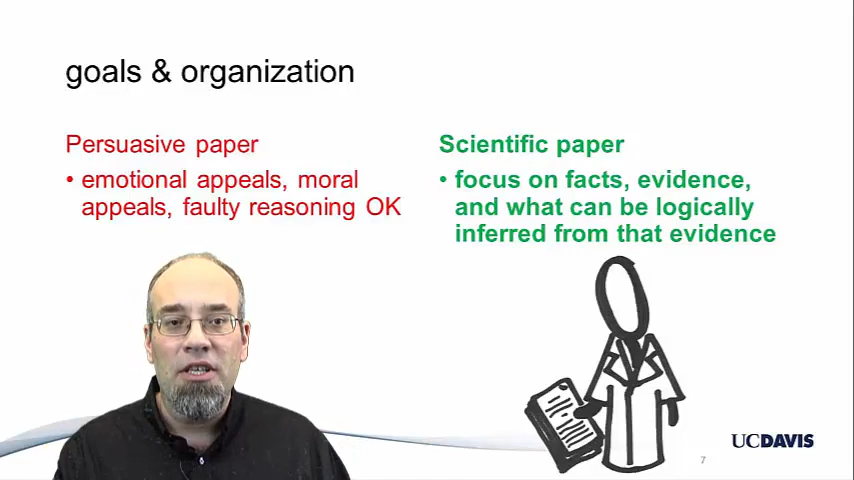 goals & organization
Persuasive paper
• emotional appeals, moral
appeals, faulty reasoning OK
Scientific paper
• focus on facts, evidence,
and what can be logically
inferred from that evidence
UCDAVIS
7